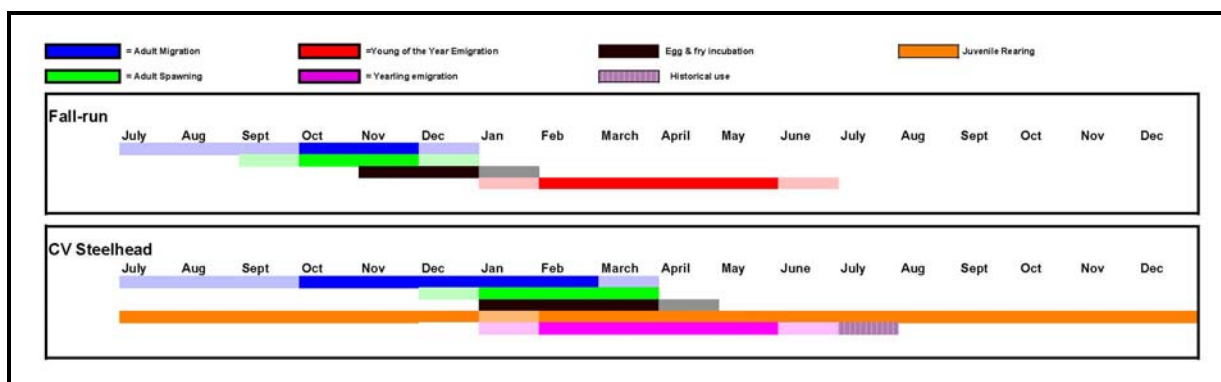 = Adult Migration =Young of the Year Emigration Egg & fry incubation Juvenile Rearing
= Adult Spawning = Yearling emigration Historical use
Fall-run
July Aug Sept Oct Nov Dec Jan Feb March April May June July Aug Sept Oct Nov Dec
CV Steelhead
July Aug Sept Oct Nov Dec Jan Feb March April May June July Aug Sept Oct Nov Dec